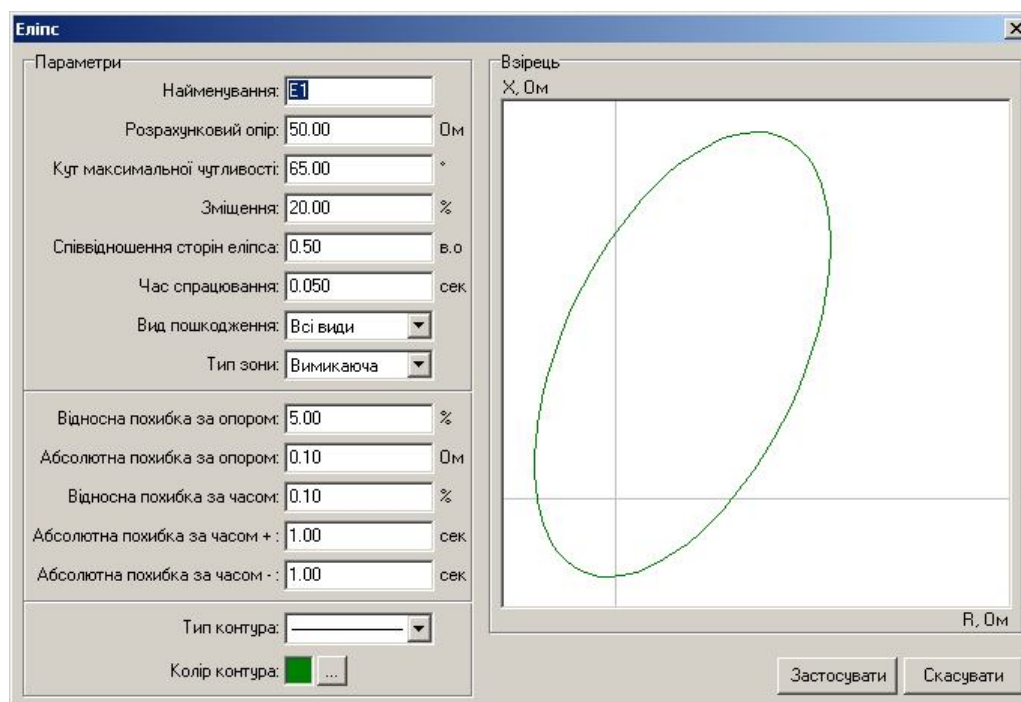 Еліпс
Параметри
Найменування: E1
Розрахунковий опір: 50.00 Ом
Кут максимальної чутливості: 65.00 °
Зміщення: 20.00 %
Співвідношення сторін еліпса: 0.50 в.о
Час спрацювання: 0.050 сек
Вид пошкодження: Всі види
Тип зони: Вимикаюча
Відносна похибка за опором: 5.00 %
Абсолютна похибка за опором: 0.10 Ом
Відносна похибка за часом: 0.10 %
Абсолютна похибка за часом + : 1.00 сек
Абсолютна похибка за часом - : 1.00 сек
Тип контура:
Колір контура: ...
Взірець
X, Ом
R, Ом
Застосувати Скасувати